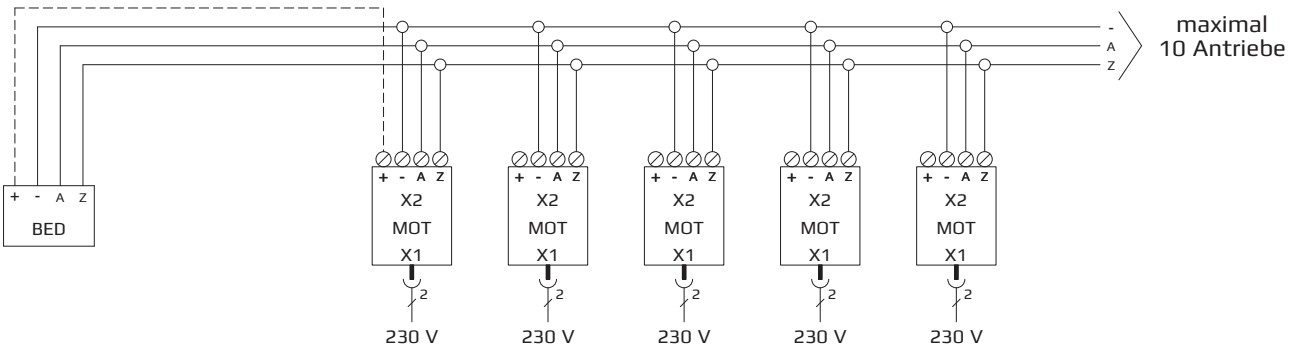 maximal
10 Antriebe
-
A
Z
+ - A Z
BED
+ - A Z
X2
MOT
X1
2
230 V
+ - A Z
X2
MOT
X1
2
230 V
+ - A Z
X2
MOT
X1
2
230 V
+ - A Z
X2
MOT
X1
2
230 V
+ - A Z
X2
MOT
X1
2
230 V